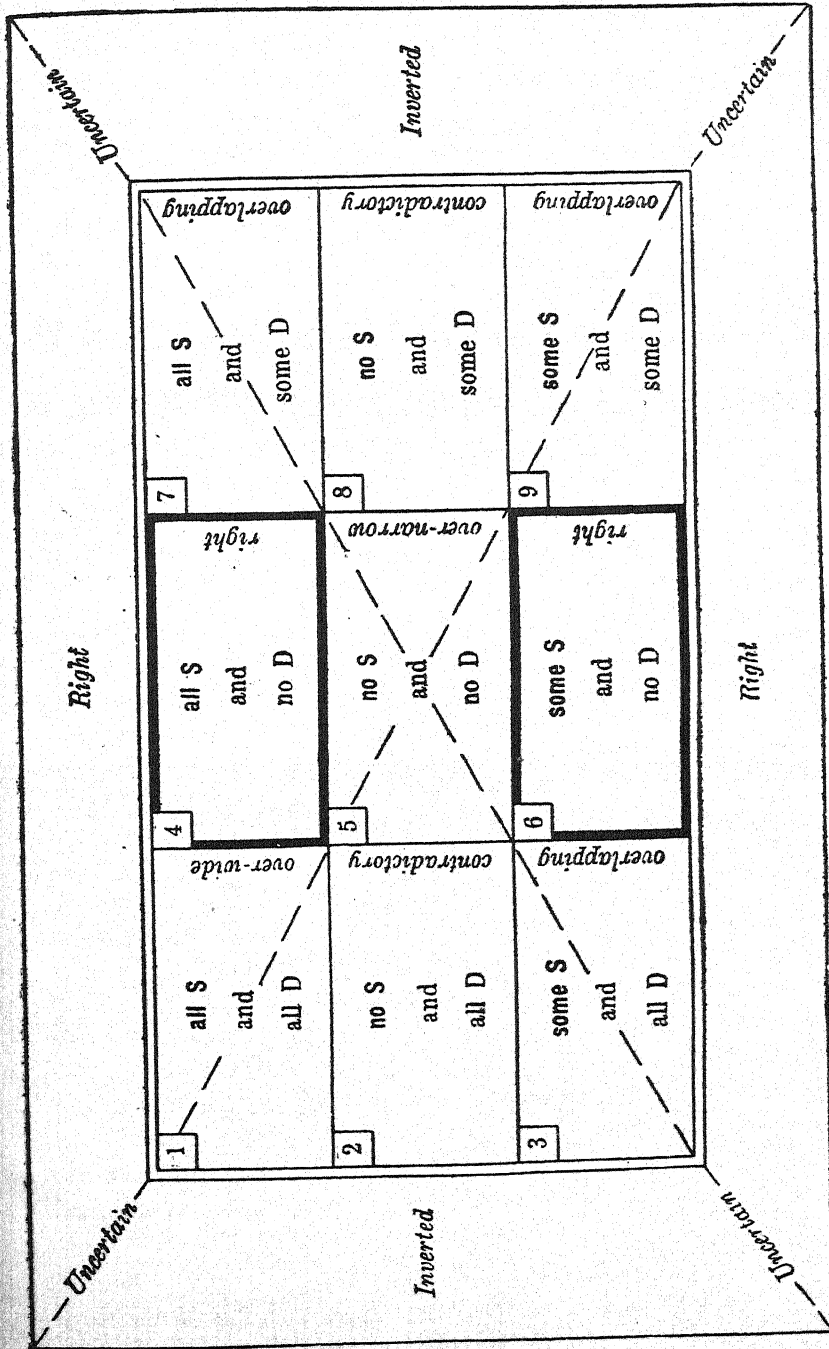 Uncertain
Right
Uncertain
1
all S
and
all D
over-wide
4
all S
and
no D
right
7
all S
and
some D
overlapping
Inverted
2
no S
and
all D
contradictory
5
no S
and
no D
over-narrow
8
no S
and
some D
contradictory
Inverted
3
some S
and
all D
overlapping
6
some S
and
no D
right
9
some S
and
some D
overlapping
Uncertain
Right
Uncertain